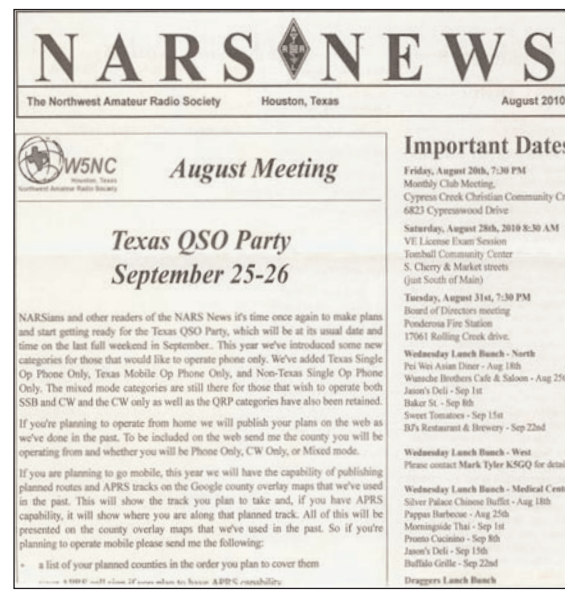 NARS NEWS
The Northwest Amateur Radio Society Houston, Texas August 2010
W5NC
Houston, Texas
Northwest Amateur Radio Society
August Meeting
Texas QSO Party
September 25-26
NARSians and other readers of the NARS News it's time once again to make plans
and start getting ready for the Texas QSO Party, which will be at its usual date and
time on the last full weekend in September. This year we've introduced some new
categories for those that would like to operate phone only. We've added Texas Single
Op Phone Only, Texas Mobile Op Phone Only, and Non-Texas Single Op Phone
Only. The mixed mode categories are still there for those that wish to operate both
SSB and CW and the CW only as well as the QRP categories have also been retained.
If you're planning to operate from home we will publish your plans on the web as
we've done in the past. To be included on the web send me the county you will be
operating from and whether you will be Phone Only, CW Only, or Mixed mode.
If you are planning to go mobile, this year we will have the capability of publishing
planned routes and APRS tracks on the Google county overlay maps that we've used
in the past. This will show the track you plan to take and, if you have APRS
capability, it will show where you are along that planned track. All of this will be
presented on the county overlay maps that we've used in the past. So if you're
planning to operate mobile please send me the following:
• a list of your planned counties in the order you plan to cover them
Important Dates
Friday, August 20th, 7:30 PM
Monthly Club Meeting,
Cypress Creek Christian Community
6823 Cypresswood Drive
Saturday, August 28th, 2010 8:30 AM
VE License Exam Session
Tomball Community Center
S. Cherry & Market streets
(just South of Main)
Tuesday, August 31st, 7:30 PM
Board of Directors meeting
Ponderosa Fire Station
17061 Rolling Creek drive.
Wednesday Lunch Bunch - North
Pei Wei Asian Diner - Aug 18th
Wunsche Brothers Cafe & Saloon - Aug
Jason's Deli - Sep 1st
Baker St. - Sep 8th
Sweet Tomatoes - Sep 15th
BJ's Restaurant & Brewery - Sep 22nd
Wednesday Lunch Bunch - West
Please contact Mark Tyler K5GQ for
Wednesday Lunch Bunch - Medical
Silver Palace Chinese Buffet - Aug 18th
Pappas Barbecue - Aug 25th
Morningside Thai - Sep 1st
Pronto Cucinino - Sep 8th
Jason's Deli - Sep 15th
Buffalo Grille - Sep 22nd
Draggers Lunch Bunch